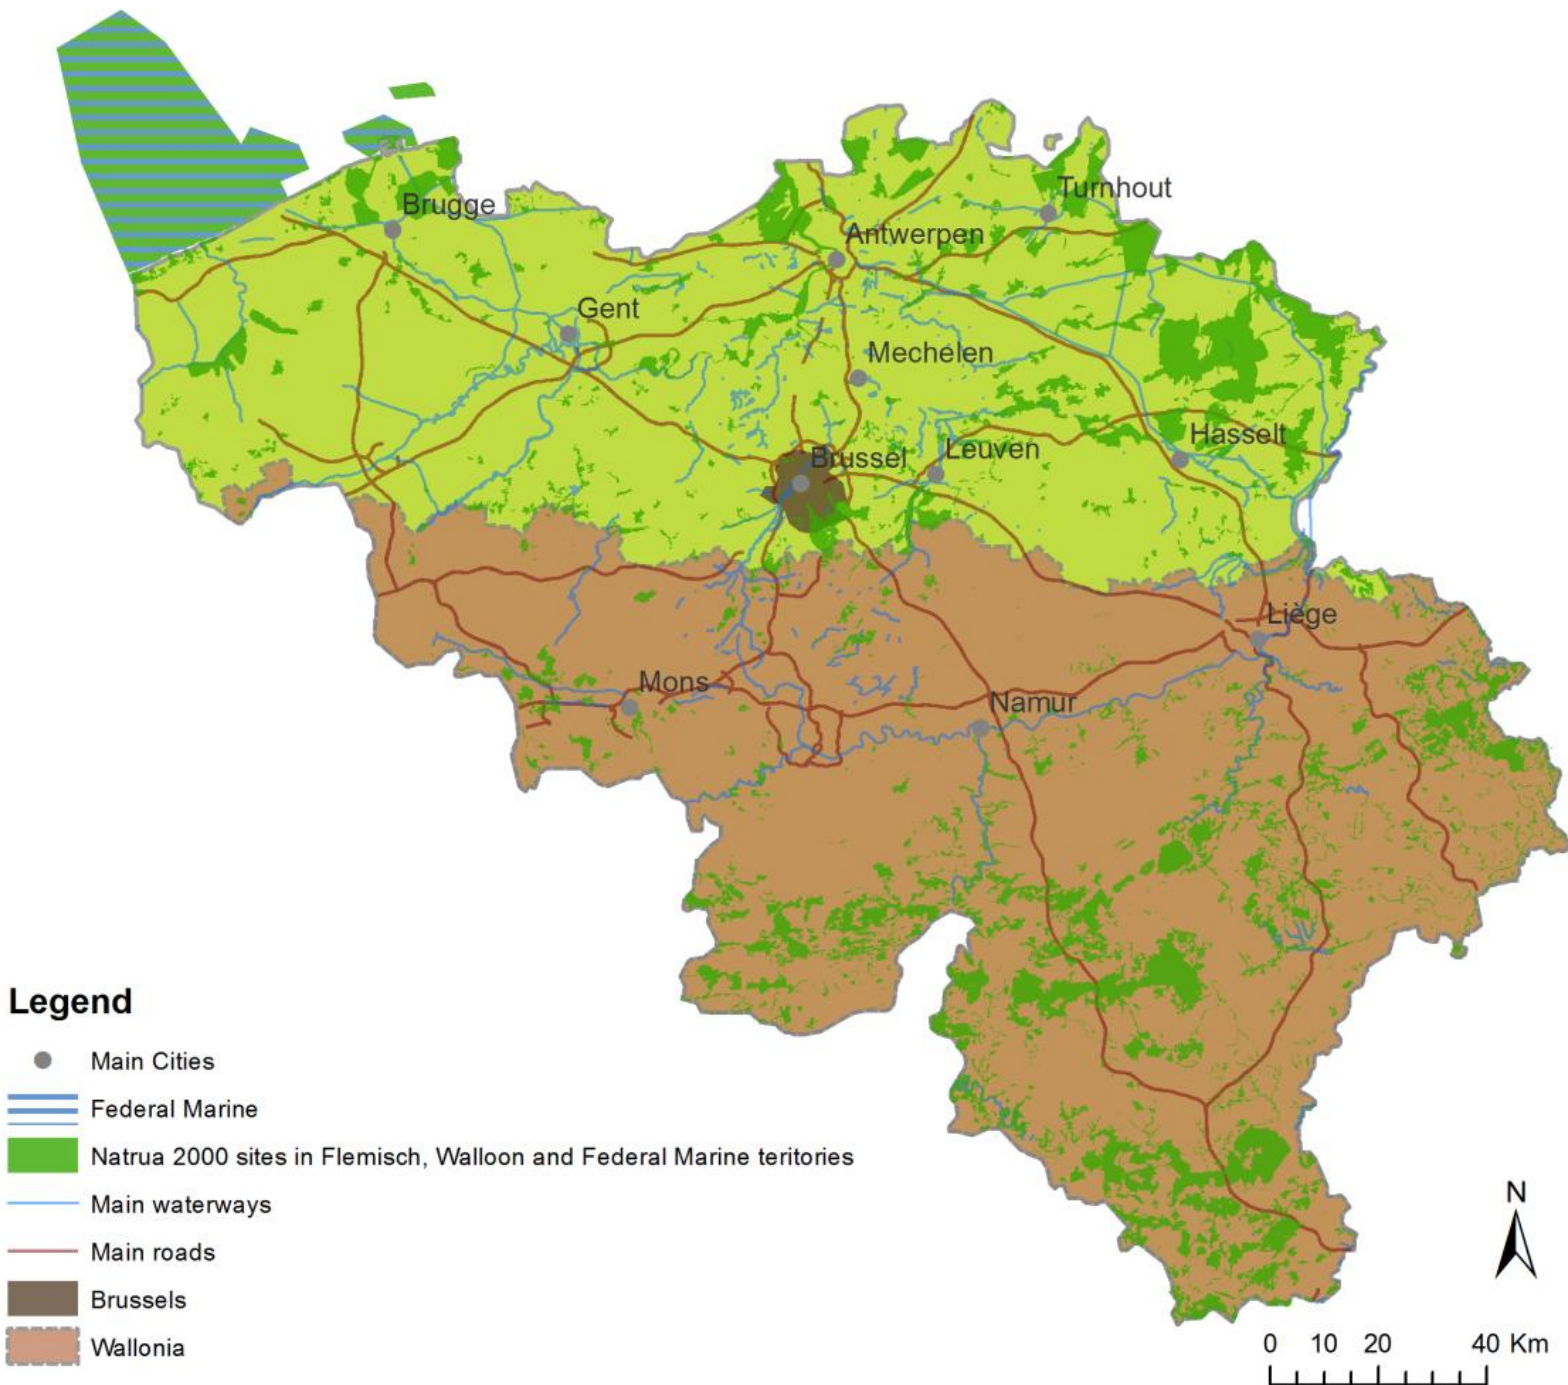 Turnhout
Brugge
Antwerpen
Gent
Mechelen
Hasselt
Brussel
Leuven
Liège
Mons
Namur
Legend
Main Cities
Federal Marine
Natrua 2000 sites in Flemisch, Walloon and Federal Marine teritories
Main waterways
Main roads
Brussels
Wallonia
N
0 10 20 40 Km